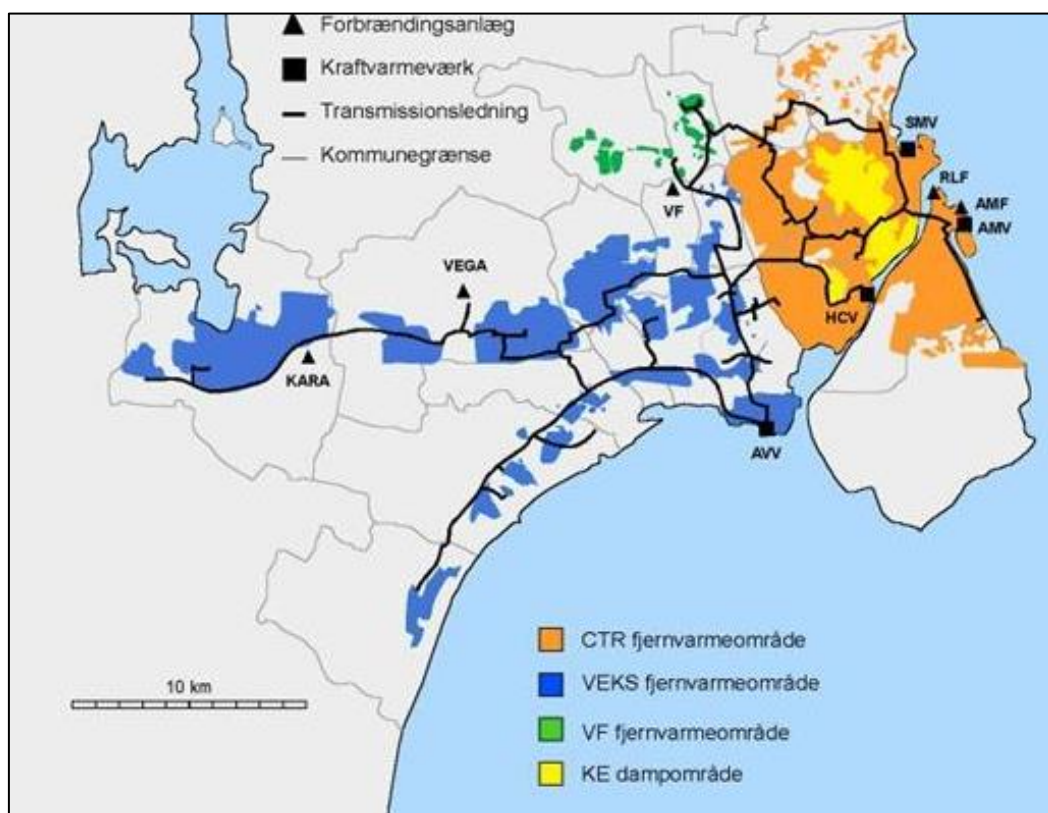 Forbrændingsanlæg
Kraftvarmeværk
Transmissionsledning
Kommunegrænse
SMV
RLF
AMF
AMV
VF
VEGA
HCV
KARA
AVV
CTR fjernvarmeområde
VEKS fjernvarmeområde
10 km
VF fjernvarmeområde
KE dampområde